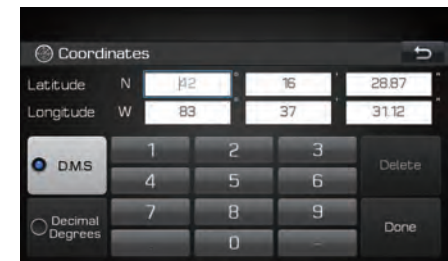 Coordinates
Latitude N 42 ° 16 ' 28.87 "
Longitude W 83 37 31.12
D.M.S 1 2 3 Delete
4 5 6
Decimal Degrees 7 8 9 Done
0 -